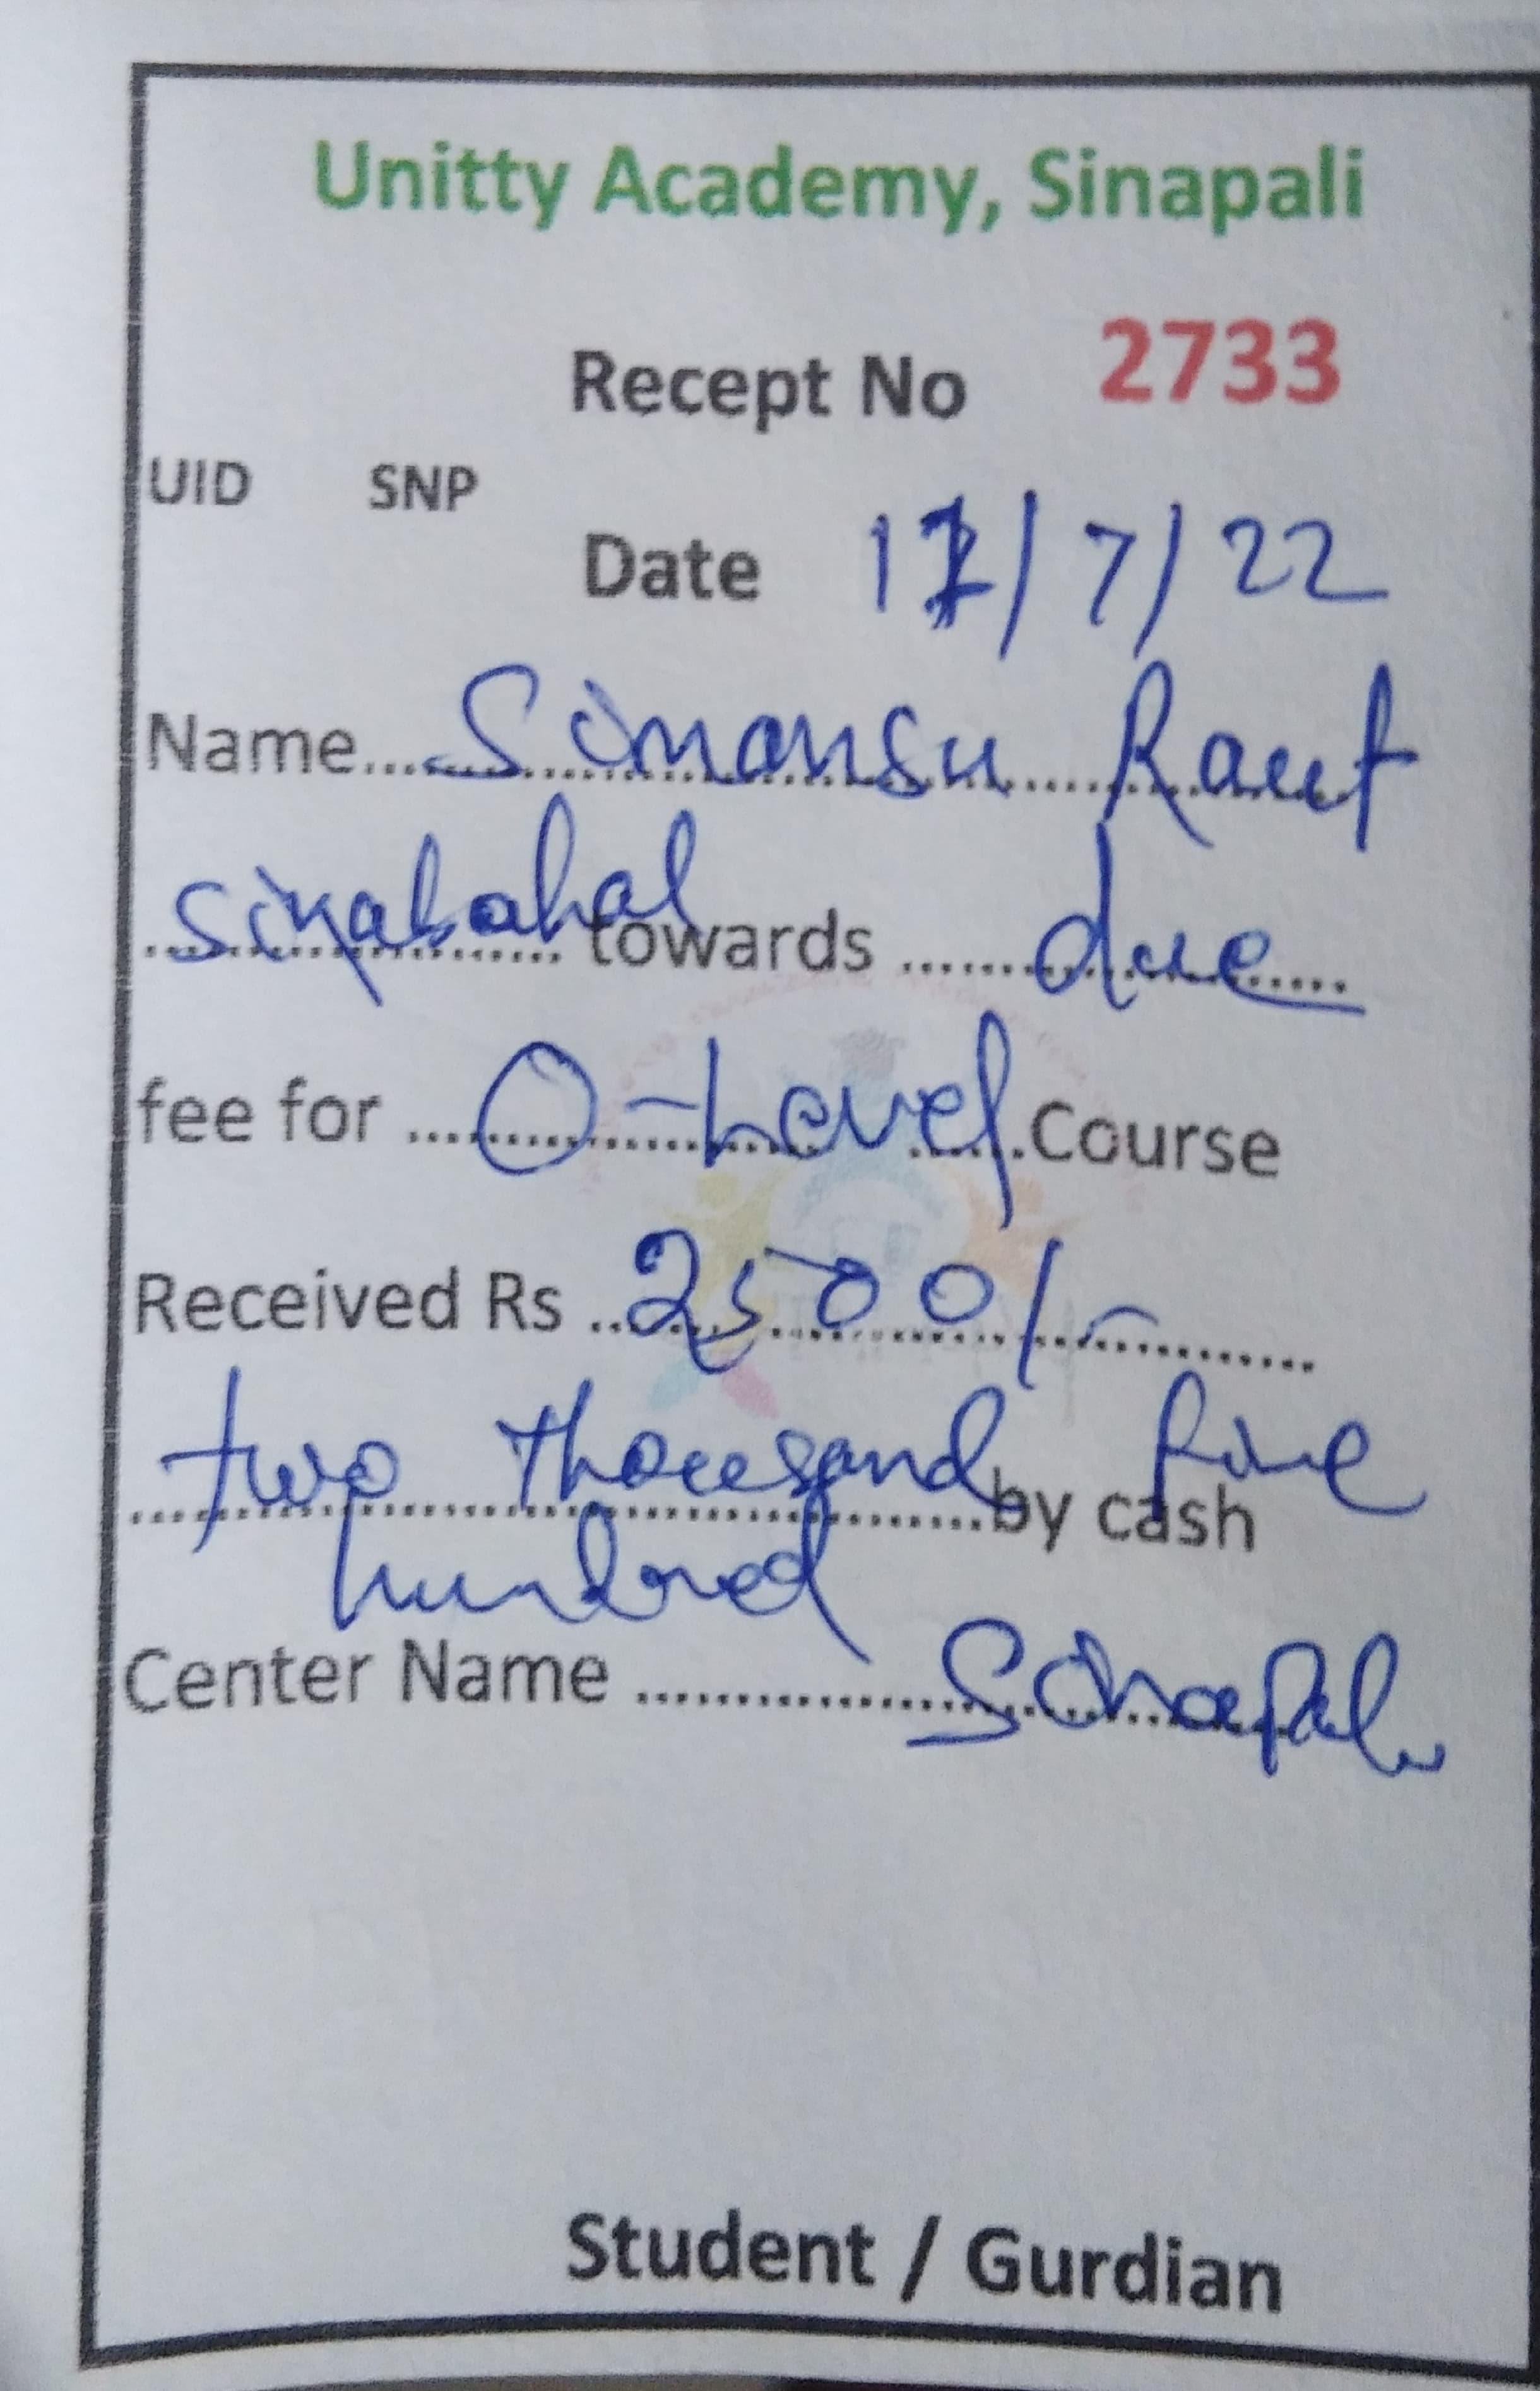 Unitty Academy, Sinapali
Recept No 2733
UID SNP
Date 17/7/22
Name.....Simansu Raut
Sinabahal towards .....due
fee for .....O-Level.....Course
Received Rs .....2500/-
two thousand five
by cash
hundred
Center Name .....Sinapali
Student / Gurdian